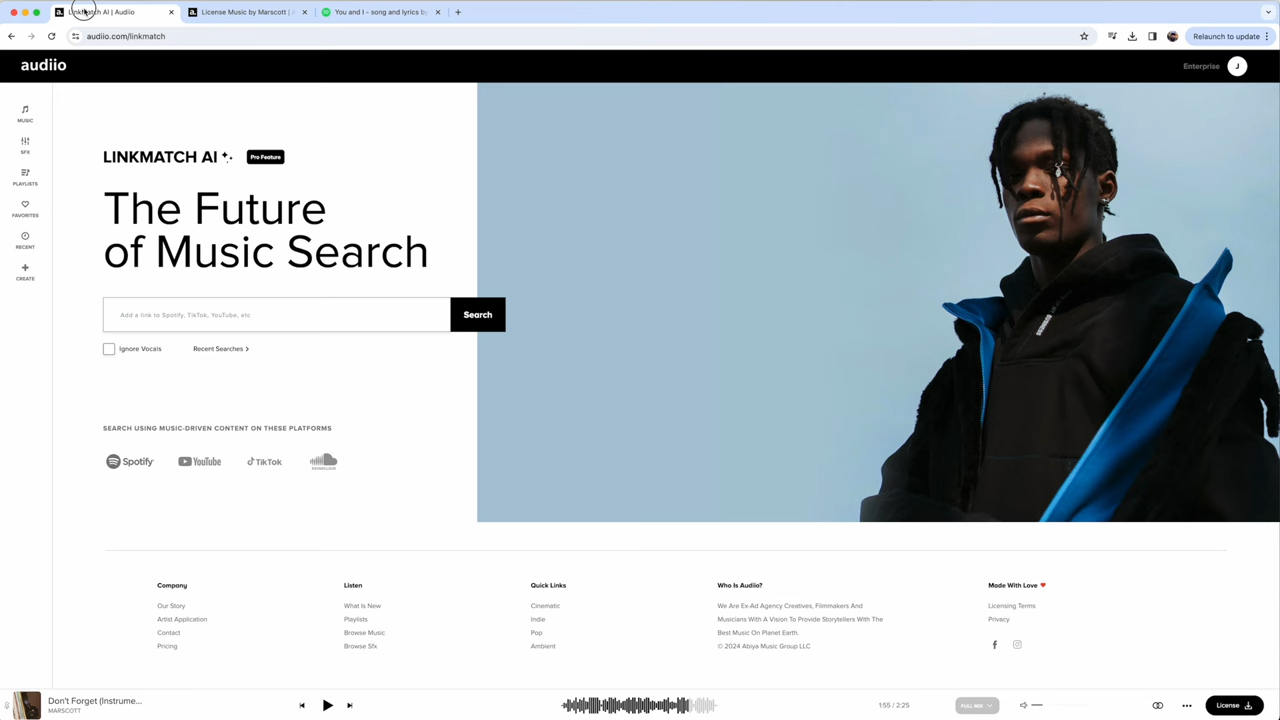 LinkMatch AI | Audiio
License Music by Marscott |
You and I - song and lyrics by
audiio.com/linkmatch
Relaunch to update
audiio
Enterprise
J
MUSIC
SFX
PLAYLISTS
FAVORITES
RECENT
CREATE
LINKMATCH AI
Pro Feature
The Future
of Music Search
Add a link to Spotify, TikTok, YouTube, etc
Search
Ignore Vocals
Recent Searches >
SEARCH USING MUSIC-DRIVEN CONTENT ON THESE PLATFORMS
Spotify
YouTube
TikTok
SOUNDCLOUD
Company
Our Story
Artist Application
Contact
Pricing
Listen
What Is New
Playlists
Browse Music
Browse Sfx
Quick Links
Cinematic
Indie
Pop
Ambient
Who Is Audiio?
We Are Ex-Ad Agency Creatives, Filmmakers And
Musicians With A Vision To Provide Storytellers With The
Best Music On Planet Earth.
© 2024 Abiya Music Group LLC
Made With Love
Licensing Terms
Privacy
Don't Forget (Instrume...
MARSCOTT
1:55 / 2:25
FULL MIX
License